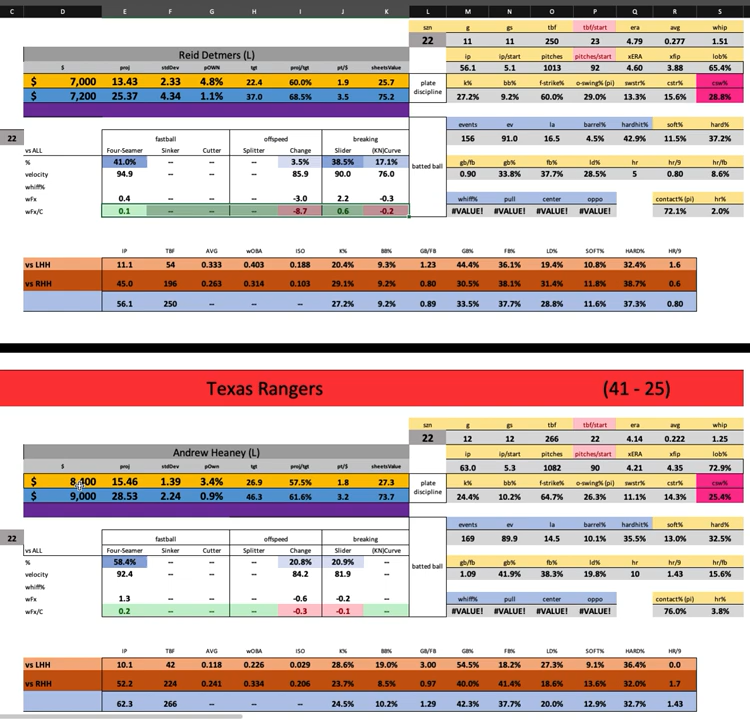 C D E F G H I J K L M N O P Q R S
szn g gs tbf tbf/start era avg whip
22 11 11 250 23 4.79 0.277 1.51
Reid Detmers (L) ip ip/start pitches pitches/start xERA xfip lob%
56.1 5.1 1013 92 4.60 3.88 65.4%
$ proj stdDev pOWN tgt proj/tgt pt/$ sheetsValue
$ 7,000 13.43 2.33 4.8% 22.4 60.0% 1.9 25.7 plate discipline k% bb% f-strike% o-swing% (pi) swstr% cstr% csw%
$ 7,200 25.37 4.34 1.1% 37.0 68.5% 3.5 75.2 27.2% 9.2% 60.0% 29.0% 13.3% 15.6% 28.8%
events ev la barrel% hardhit% soft% hard%
22 fastball offspeed breaking 156 91.0 16.5 4.5% 42.9% 11.5% 37.2%
vs ALL Four-Seamer Sinker Cutter Splitter Change Slider (KN)Curve
% 41.0% -- -- -- 3.5% 38.5% 17.1% batted ball gb/fb gb% fb% ld% hr hr/9 hr/fb
velocity 94.9 -- -- -- 85.9 90.0 76.0 0.90 33.8% 37.7% 28.5% 5 0.80 8.6%
whiff%
wFx 0.4 -- -- -- -3.0 2.2 -0.3 whiff% pull center oppo contact% (pi) hr%
wFx/C 0.1 -- -- -- -8.7 0.6 -0.2 #VALUE! #VALUE! #VALUE! #VALUE! 72.1% 2.0%
IP TBF AVG wOBA ISO K% BB% GB/FB GB% FB% LD% SOFT% HARD% HR/9
vs LHH 11.1 54 0.333 0.403 0.188 20.4% 9.3% 1.23 44.4% 36.1% 19.4% 10.8% 32.4% 1.6
vs RHH 45.0 196 0.263 0.314 0.103 29.1% 9.2% 0.80 30.5% 38.1% 31.4% 11.8% 38.7% 0.6
56.1 250 -- -- -- 27.2% 9.2% 0.89 33.5% 37.7% 28.8% 11.6% 37.3% 0.80
Texas Rangers (41 - 25)
szn g gs tbf tbf/start era avg whip
22 12 12 266 22 4.14 0.222 1.25
Andrew Heaney (L) ip ip/start pitches pitches/start xERA xfip lob%
$ proj stdDev pOwn tgt proj/tgt pt/$ sheetsValue 63.0 5.3 1082 90 4.21 4.35 72.9%
$ 8,400 15.46 1.39 3.4% 26.9 57.5% 1.8 27.3 plate discipline k% bb% f-strike% o-swing% (pi) swstr% cstr% csw%
$ 9,000 28.53 2.24 0.9% 46.3 61.6% 3.2 73.7 24.4% 10.2% 64.7% 26.3% 11.1% 14.3% 25.4%
events ev la barrel% hardhit% soft% hard%
22 fastball offspeed breaking 169 89.9 14.5 10.1% 35.5% 13.0% 32.5%
vs ALL Four-Seamer Sinker Cutter Splitter Change Slider (KN)Curve
% 58.4% -- -- -- 20.8% 20.9% -- batted ball gb/fb gb% fb% ld% hr hr/9 hr/fb
velocity 92.4 -- -- -- 84.2 81.9 -- 1.09 41.9% 38.3% 19.8% 10 1.43 15.6%
whiff%
wFx 1.3 -- -- -- -0.6 -0.2 -- whiff% pull center oppo contact% (pi) hr%
wFx/C 0.2 -- -- -- -0.3 -0.1 -- #VALUE! #VALUE! #VALUE! #VALUE! 76.0% 3.8%
IP TBF AVG wOBA ISO K% BB% GB/FB GB% FB% LD% SOFT% HARD% HR/9
vs LHH 10.1 42 0.118 0.226 0.029 28.6% 19.0% 3.00 54.5% 18.2% 27.3% 9.1% 36.4% 0.0
vs RHH 52.2 224 0.241 0.334 0.206 23.7% 8.5% 0.97 40.0% 41.4% 18.6% 13.6% 32.0% 1.7
62.3 266 -- -- -- 24.5% 10.2% 1.29 42.3% 37.7% 20.0% 12.9% 32.7% 1.43